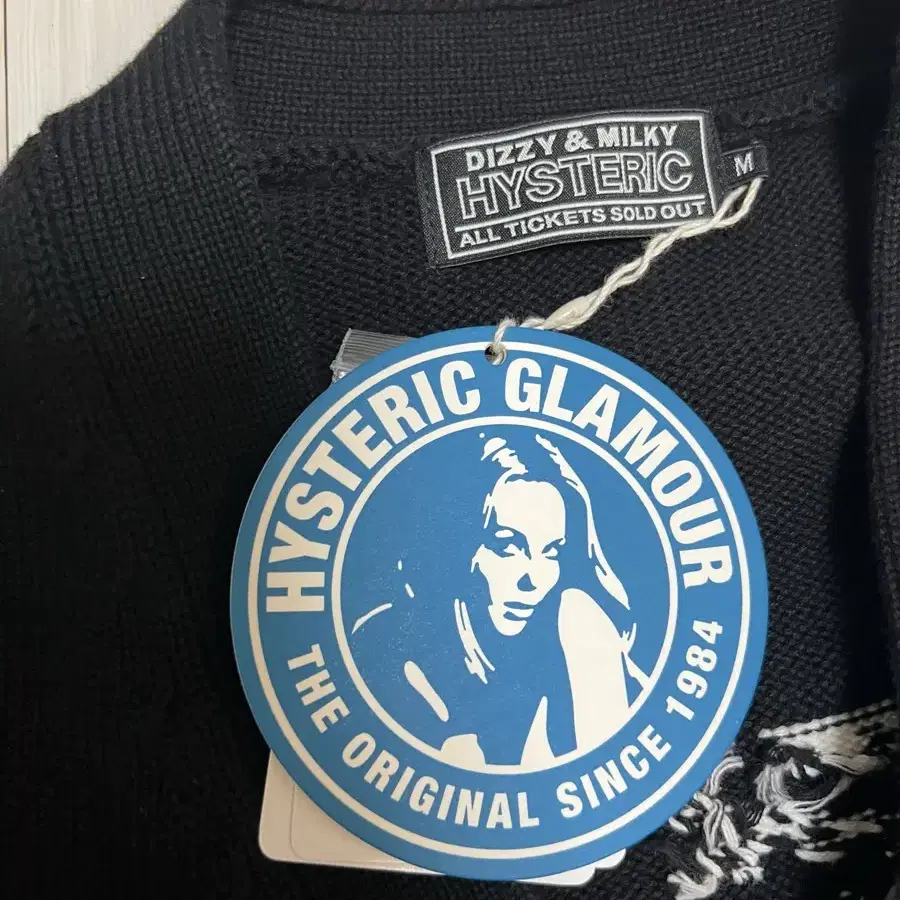 DIZZY & MILKY
HYSTERIC
ALL TICKETS SOLD OUT
M
HYSTERIC GLAMOUR
THE ORIGINAL SINCE 1984